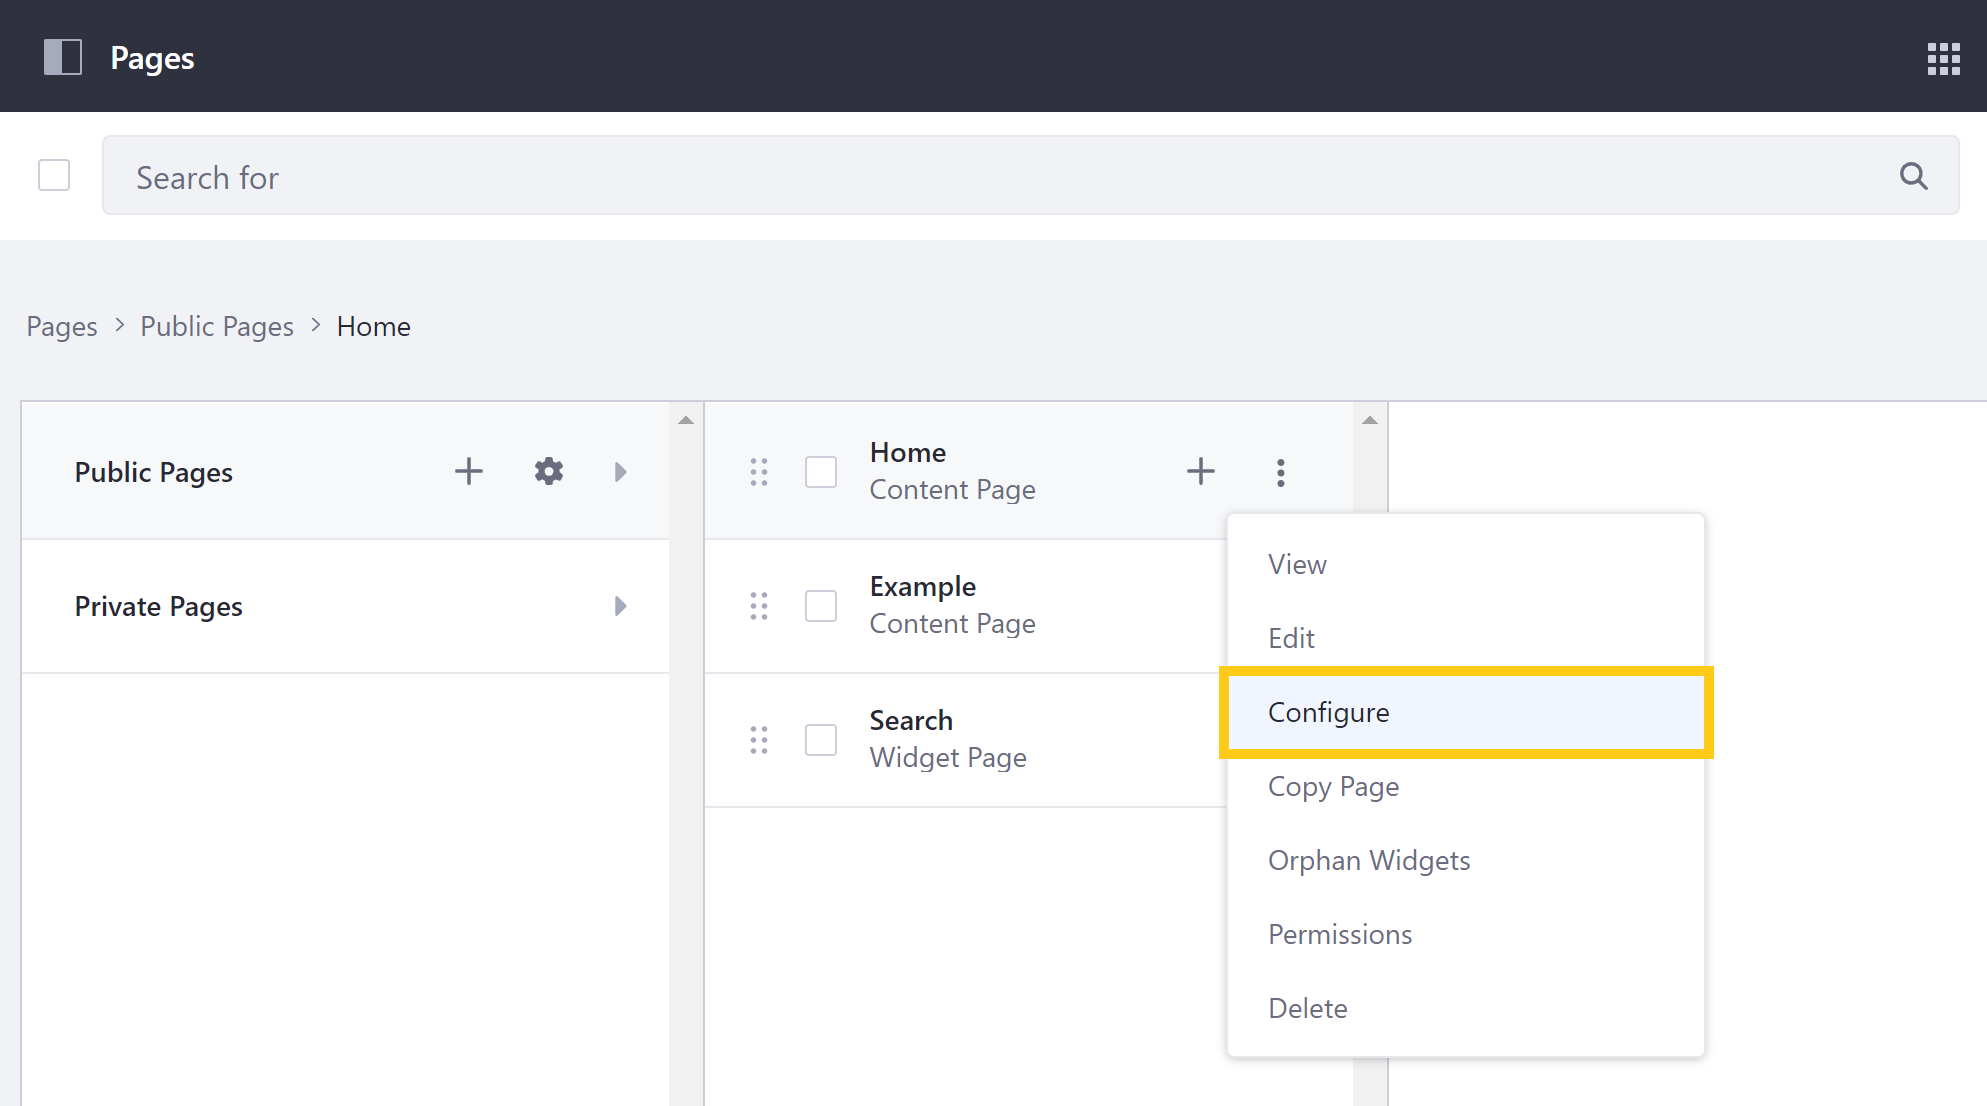 Pages
Search for
Pages > Public Pages > Home
Public Pages
Private Pages
Home
Content Page
Example
Content Page
Search
Widget Page
View
Edit
Configure
Copy Page
Orphan Widgets
Permissions
Delete